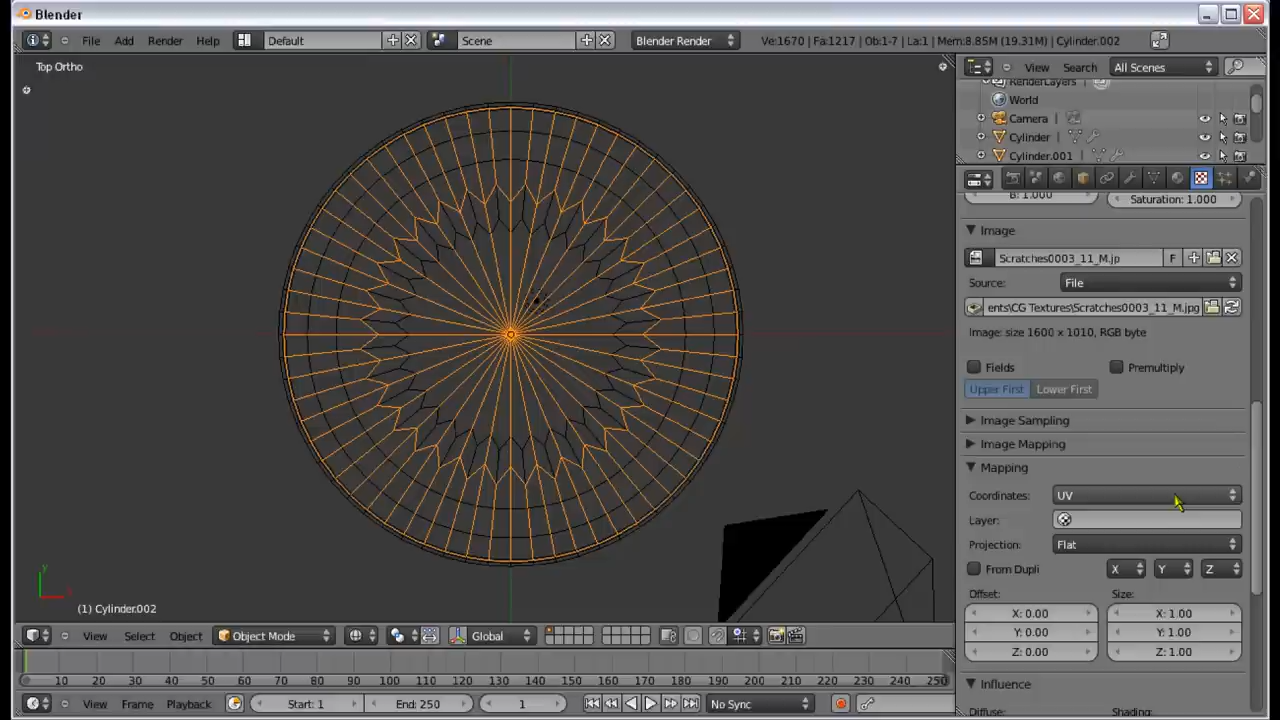 Blender
File Add Render Help Default Scene Blender Render Ve:1670 | Fa:1217 | Ob:1-7 | La:1 | Mem:8.85M (19.31M) | Cylinder.002
Top Ortho
View Search All Scenes
RenderLayers
World
Camera
Cylinder
Cylinder.001
B: 1.000 Saturation: 1.000
Image
Scratches0003_11_M.jp F
Source: File
ents\CG Textures\Scratches0003_11_M.jpg
Image: size 1600 x 1010, RGB byte
Fields Premultiply
Upper First Lower First
Image Sampling
Image Mapping
Mapping
Coordinates: UV
Layer:
Projection: Flat
From Dupli X Y Z
Offset: Size:
X: 0.00 X: 1.00
Y: 0.00 Y: 1.00
Z: 0.00 Z: 1.00
Influence
Diffuse: Shading:
y
(1) Cylinder.002
View Select Object Object Mode Global
10 20 30 40 50 60 70 80 90 100 110 120 130 140 150 160 170 180 190 200 210 220 230 240 250
View Frame Playback Start: 1 End: 250 1 No Sync